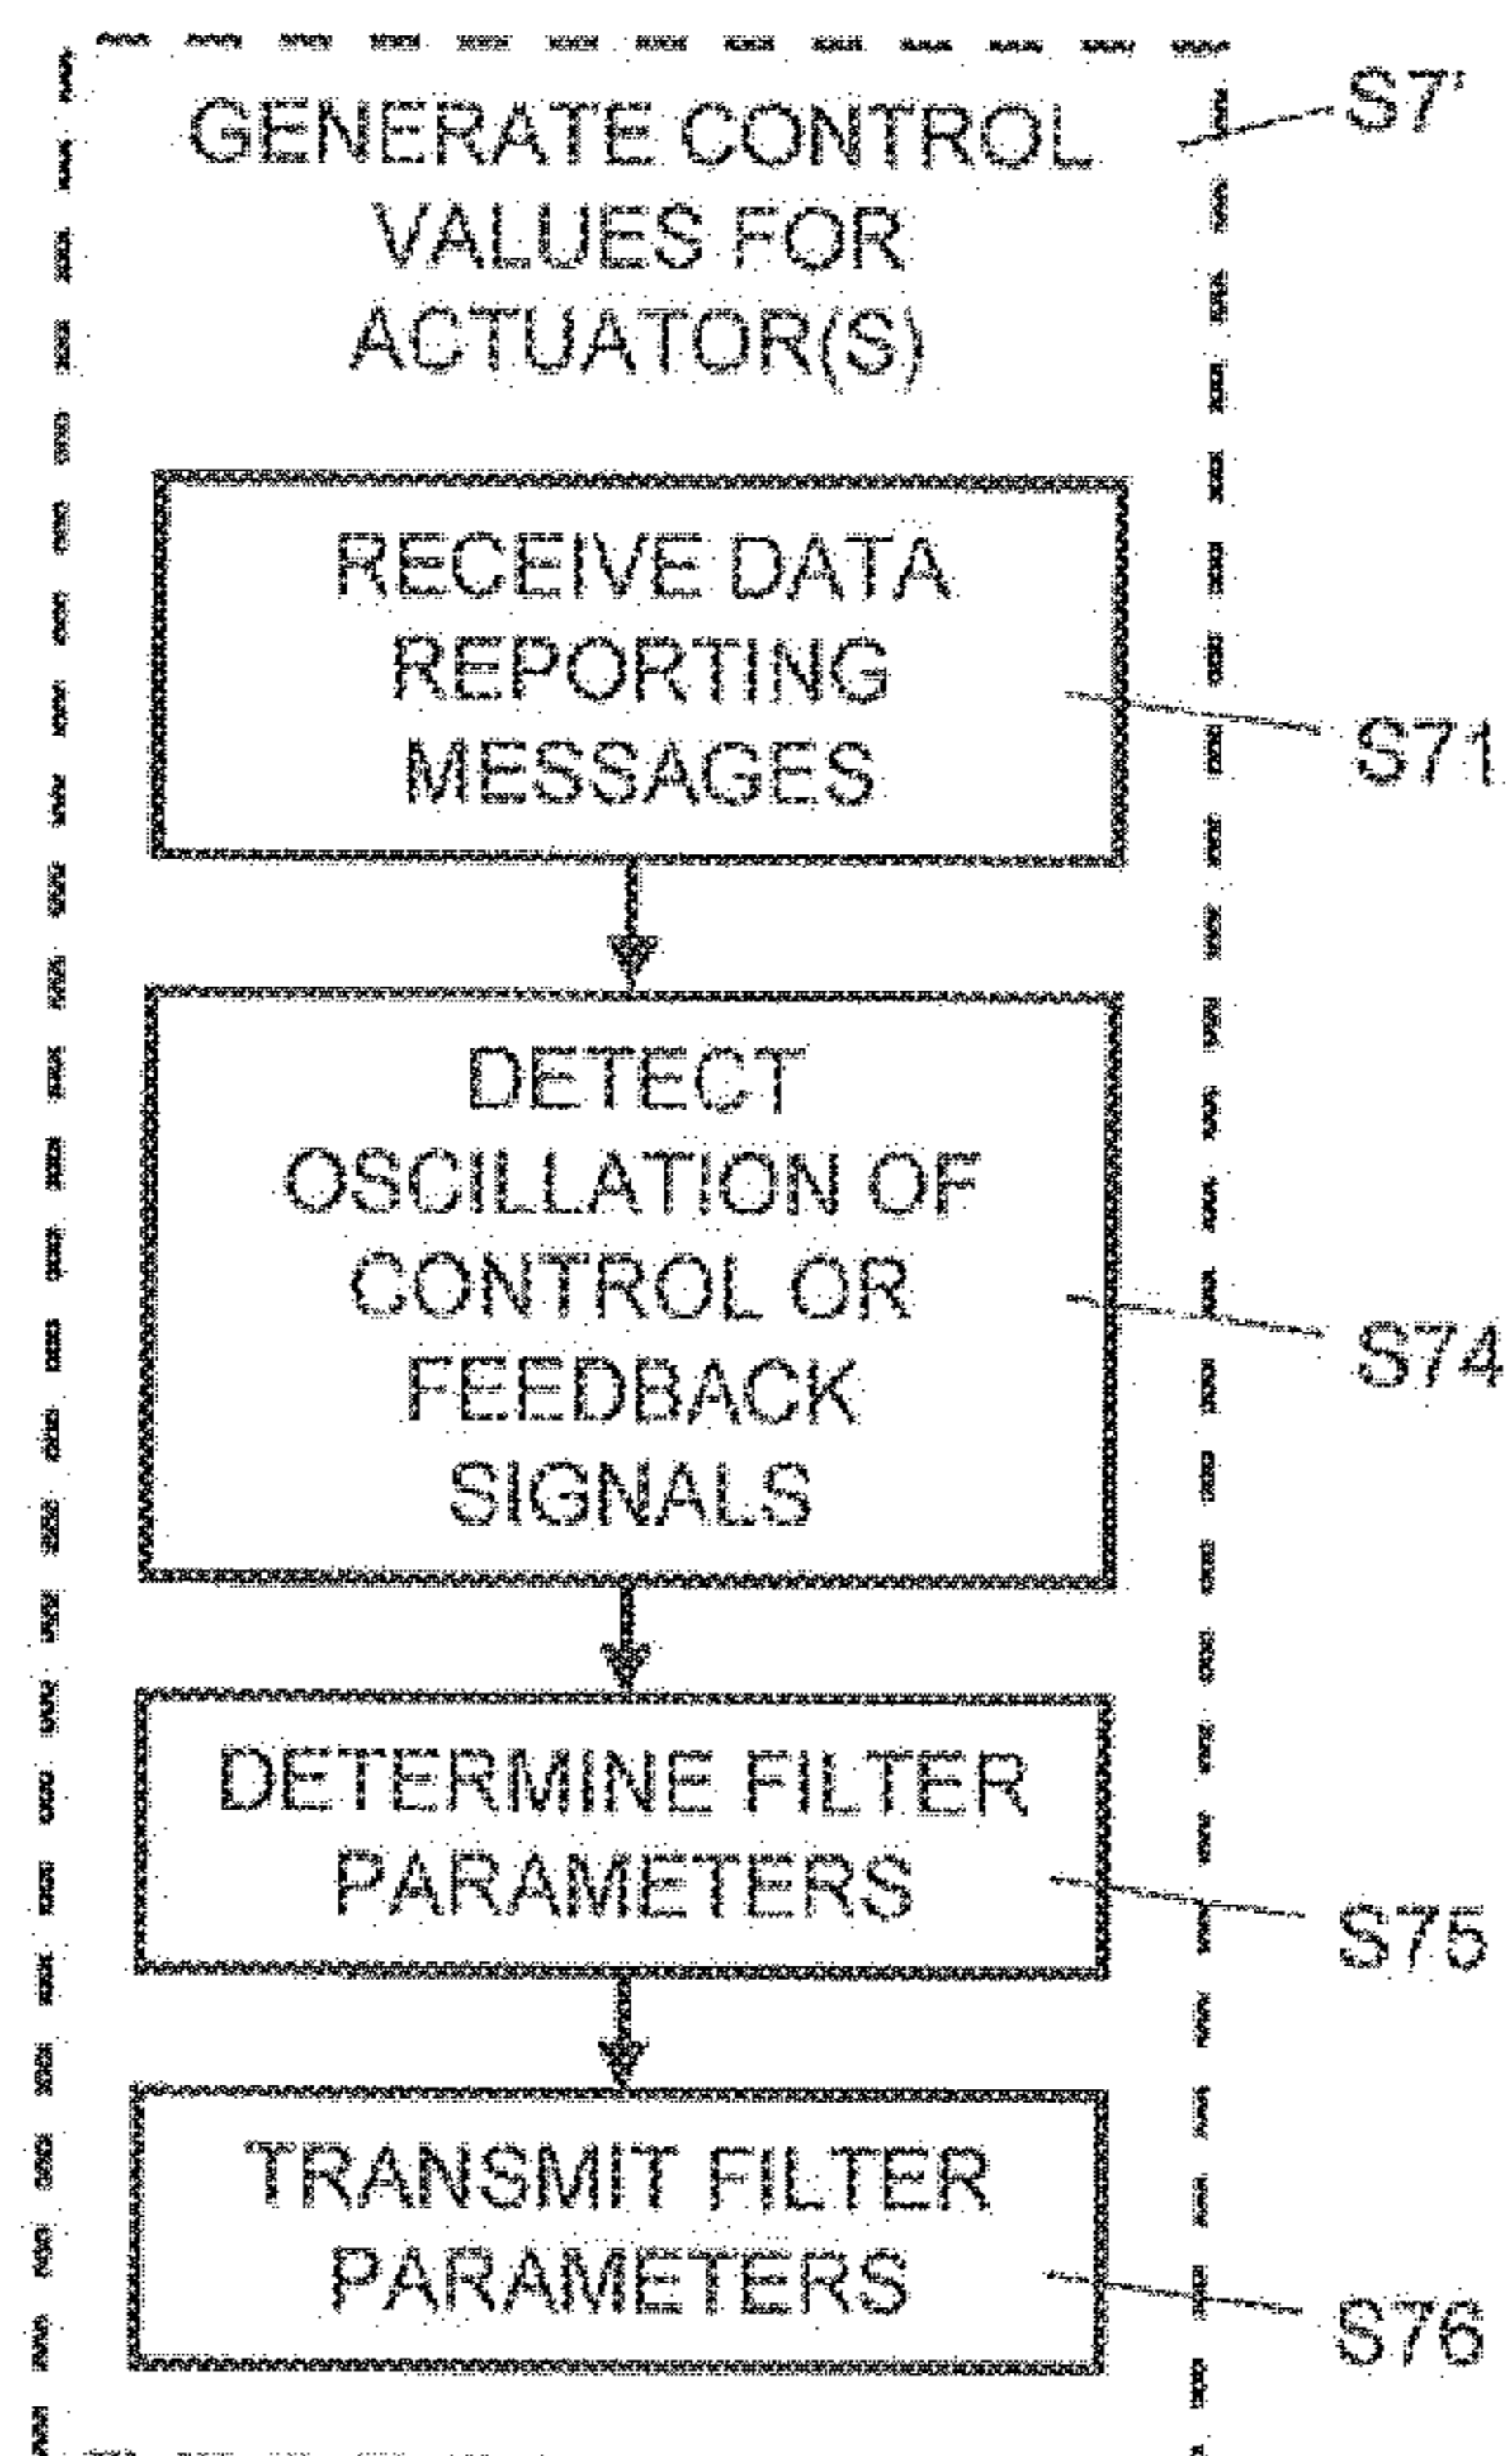 GENERATE CONTROL
VALUES FOR
ACTUATOR(S)
S7'
RECEIVE DATA
REPORTING
MESSAGES
S71
DETECT
OSCILLATION OF
CONTROL OR
FEEDBACK
SIGNALS
S74
DETERMINE FILTER
PARAMETERS
S75
TRANSMIT FILTER
PARAMETERS
S76